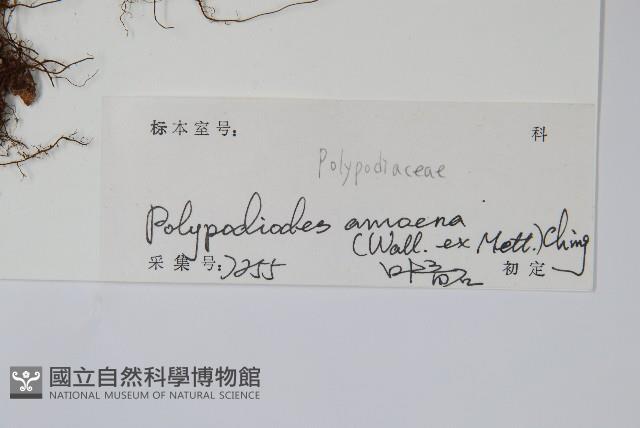 标本室号: 科
Polypodiaceae
Polypodiodes amoena
(Wall. ex Mett.) Ching
采集号: 7255 初定
國立自然科學博物館
NATIONAL MUSEUM OF NATURAL SCIENCE